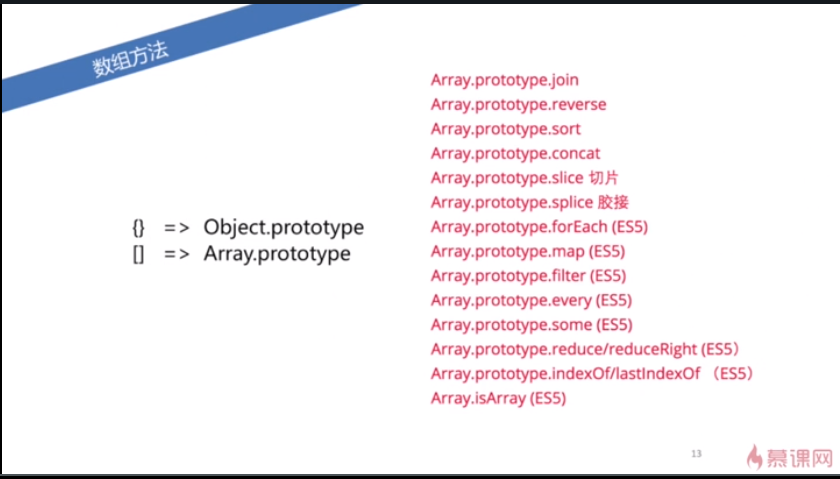 数组方法
{} => Object.prototype
[] => Array.prototype
Array.prototype.join
Array.prototype.reverse
Array.prototype.sort
Array.prototype.concat
Array.prototype.slice 切片
Array.prototype.splice 胶接
Array.prototype.forEach (ES5)
Array.prototype.map (ES5)
Array.prototype.filter (ES5)
Array.prototype.every (ES5)
Array.prototype.some (ES5)
Array.prototype.reduce/reduceRight (ES5）
Array.prototype.indexOf/lastIndexOf （ES5）
Array.isArray (ES5)
13
慕课网